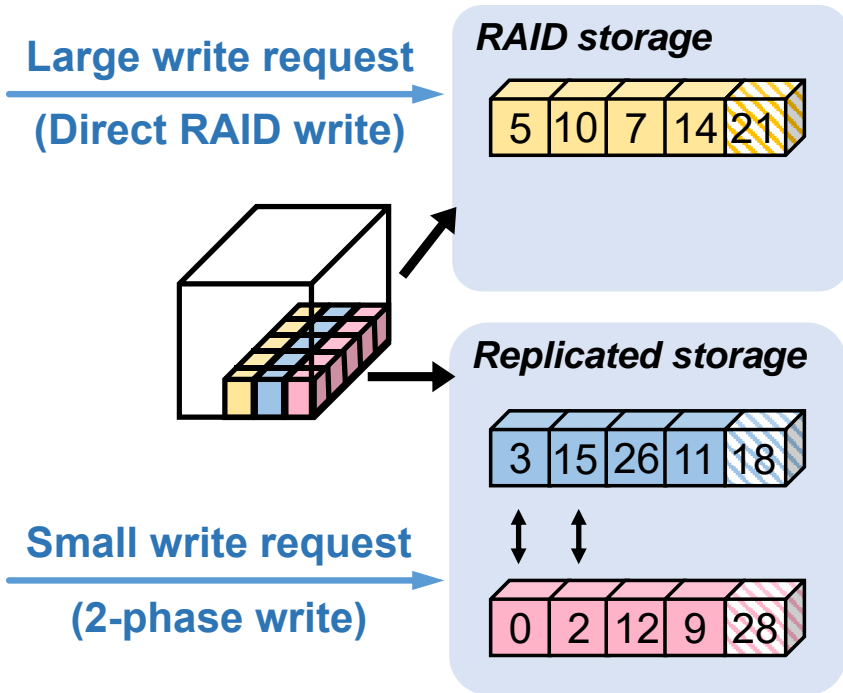 Large write request
(Direct RAID write)
RAID storage
5 10 7 14 21
Replicated storage
3 15 26 11 18
Small write request
(2-phase write)
0 2 12 9 28